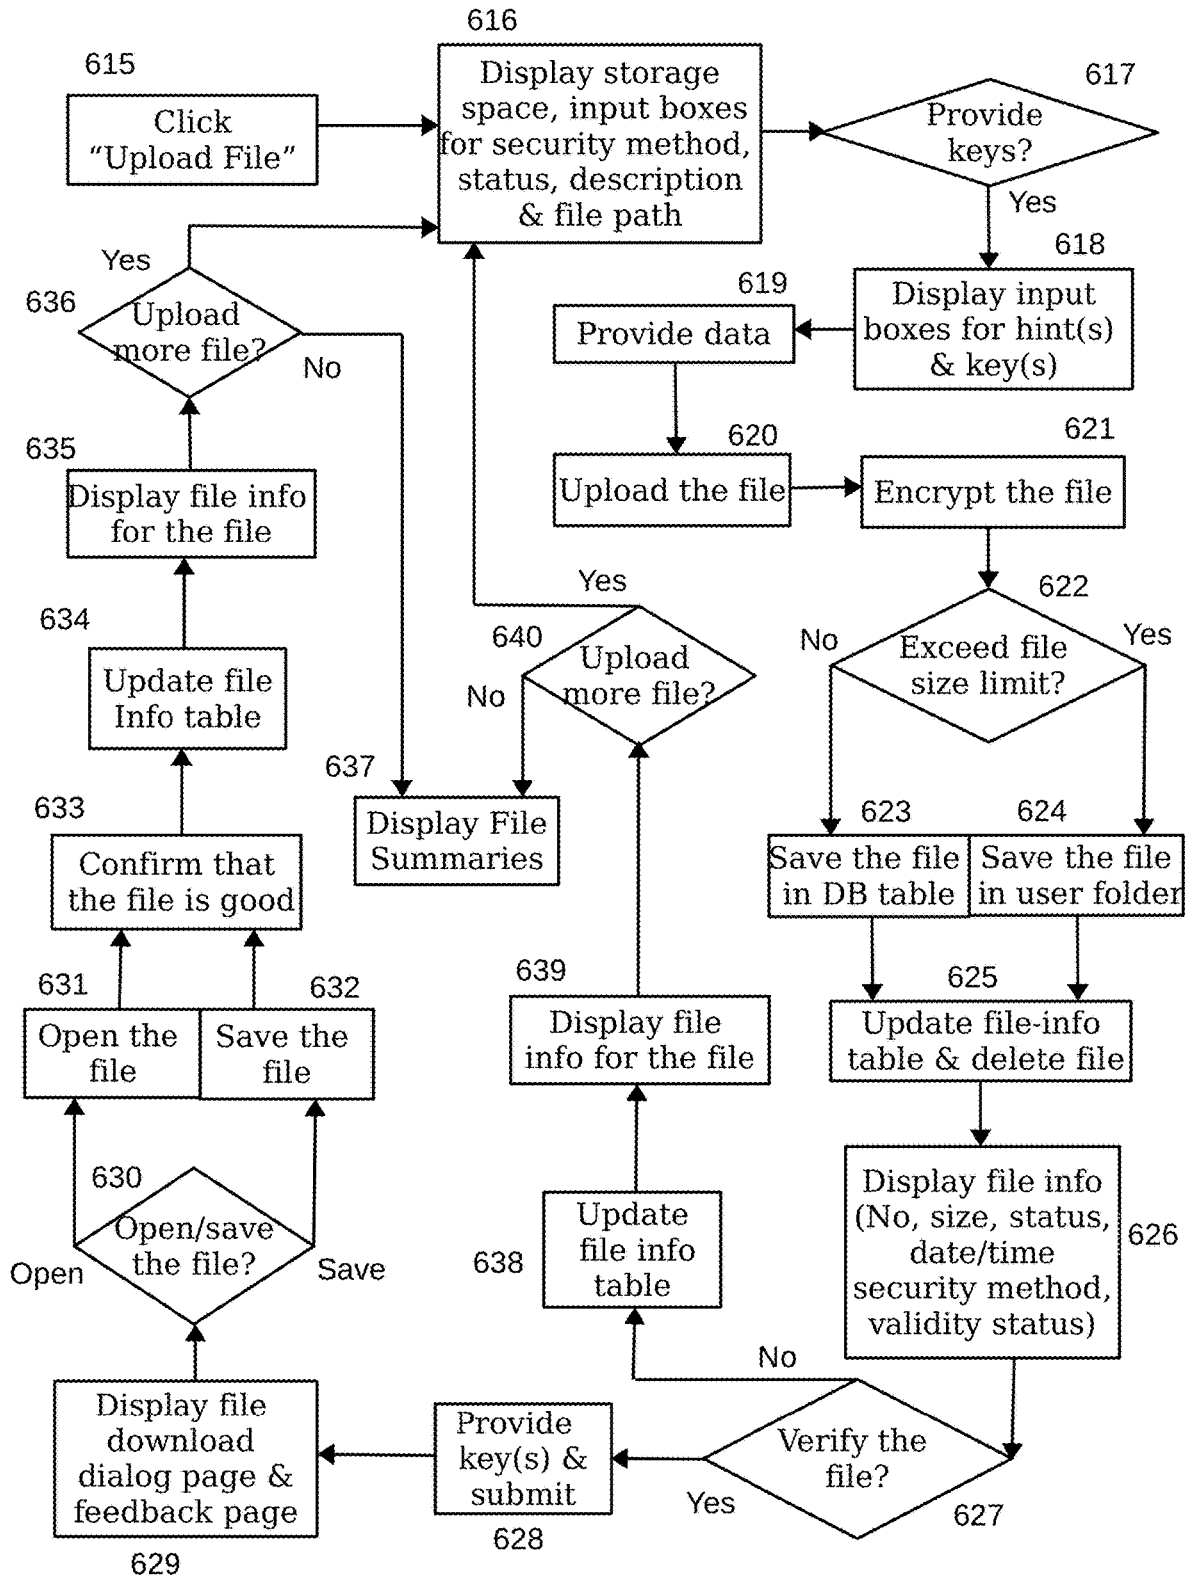 616
615
Click
“Upload File”
Display storage
space, input boxes
for security method,
status, description
& file path
617
Provide
keys?
Yes
618
Display input
boxes for hint(s)
& key(s)
619
Provide data
620
Upload the file
621
Encrypt the file
622
Exceed file
size limit?
No
Yes
623
Save the file
in DB table
624
Save the file
in user folder
625
Update file-info
table & delete file
626
Display file info
(No, size, status,
date/time
security method,
validity status)
627
Verify the
file?
No
Yes
628
Provide
key(s) &
submit
629
Display file
download
dialog page &
feedback page
630
Open/save
the file?
Open
Save
631
Open the
file
632
Save the
file
633
Confirm that
the file is good
634
Update file
Info table
635
Display file info
for the file
636
Upload
more file?
Yes
No
637
Display File
Summaries
638
Update
file info
table
639
Display file
info for the file
640
Upload
more file?
Yes
No